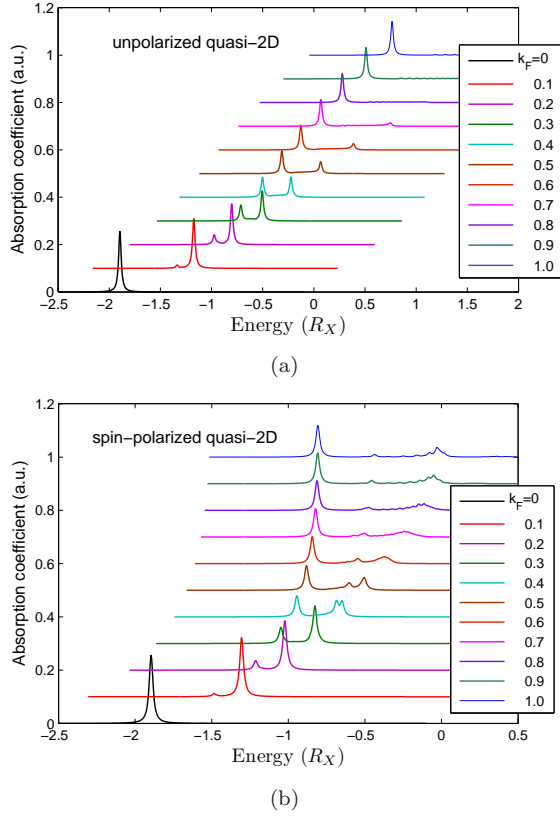 1.2
1
0.8
0.6
0.4
0.2
0
Absorption coefficient (a.u.)
unpolarized quasi-2D
k_F=0
0.1
0.2
0.3
0.4
0.5
0.6
0.7
0.8
0.9
1.0
−2.5 −2 −1.5 −1 −0.5 0 0.5 1 1.5 2
Energy (R_X)
(a)
1.2
1
0.8
0.6
0.4
0.2
0
Absorption coefficient (a.u.)
spin−polarized quasi−2D
k_F=0
0.1
0.2
0.3
0.4
0.5
0.6
0.7
0.8
0.9
1.0
−2.5 −2 −1.5 −1 −0.5 0 0.5
Energy (R_X)
(b)